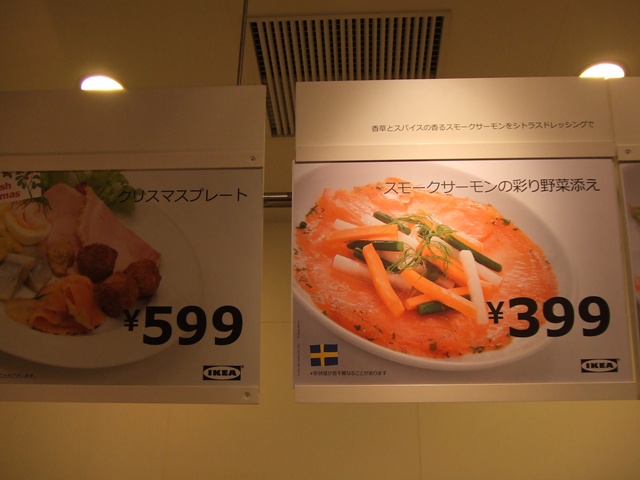 sh
mas
クリスマスプレート
¥599
IKEA
香草とスパイスの香るスモークサーモンをシトラスドレッシングで
スモークサーモンの彩り野菜添え
¥399
IKEA